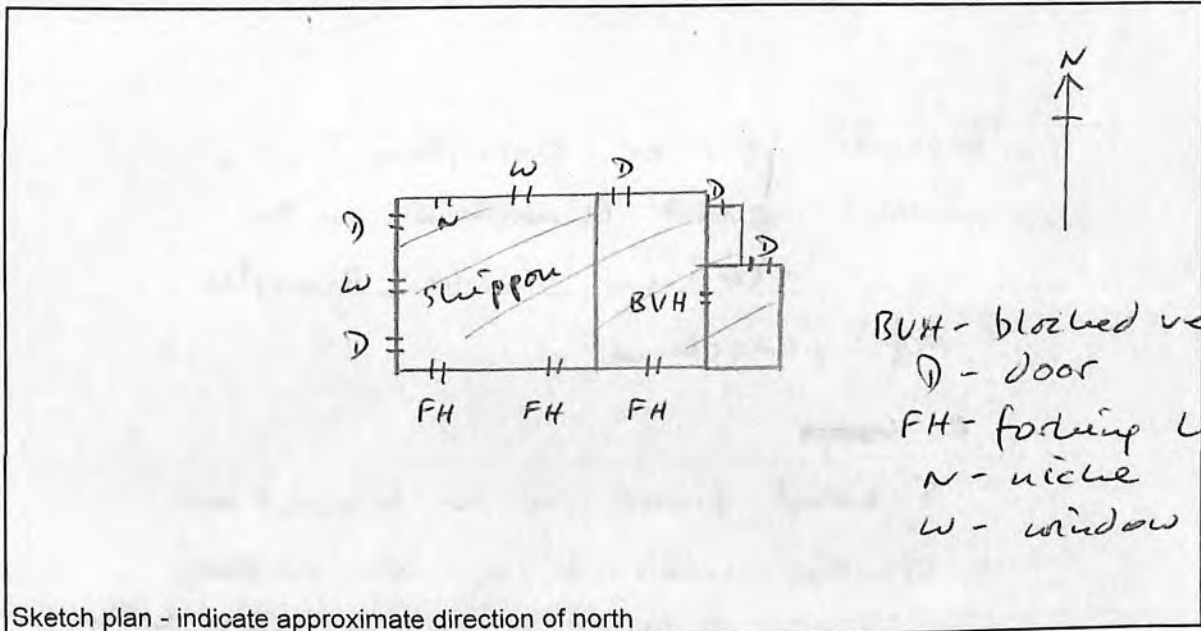 N
W D
D N D
D
W shippon BVH
D
FH FH FH
BVH - blocked ve
D - door
FH - forking
N - niche
W - window
Sketch plan - indicate approximate direction of north